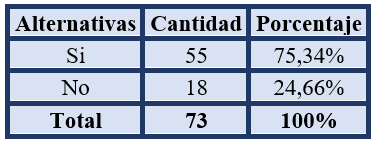 Alternativas Cantidad Porcentaje
Si 55 75,34%
No 18 24,66%
Total 73 100%